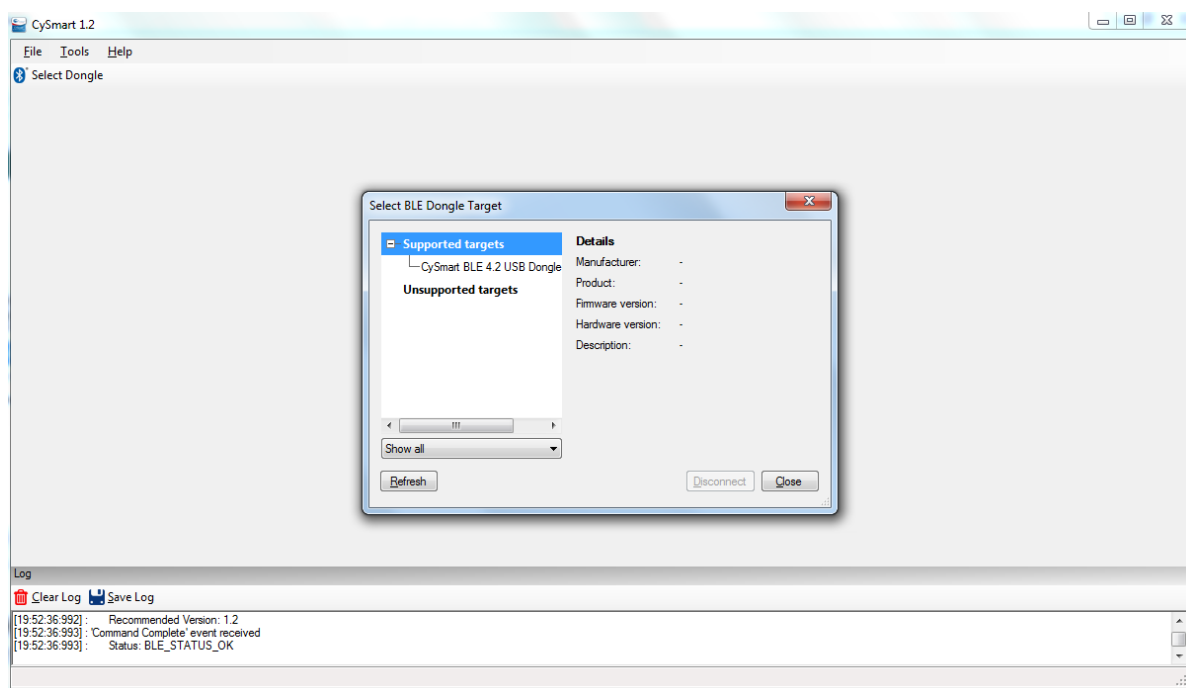 CySmart 1.2
File Tools Help
Select Dongle
Select BLE Dongle Target
Supported targets
CySmart BLE 4.2 USB Dongle
Unsupported targets
Show all
Refresh
Details
Manufacturer: -
Product: -
Firmware version: -
Hardware version: -
Description: -
Disconnect Close
Log
Clear Log Save Log
[19:52:36:992] : Recommended Version: 1.2
[19:52:36:993] : 'Command Complete' event received
[19:52:36:993] : Status: BLE_STATUS_OK